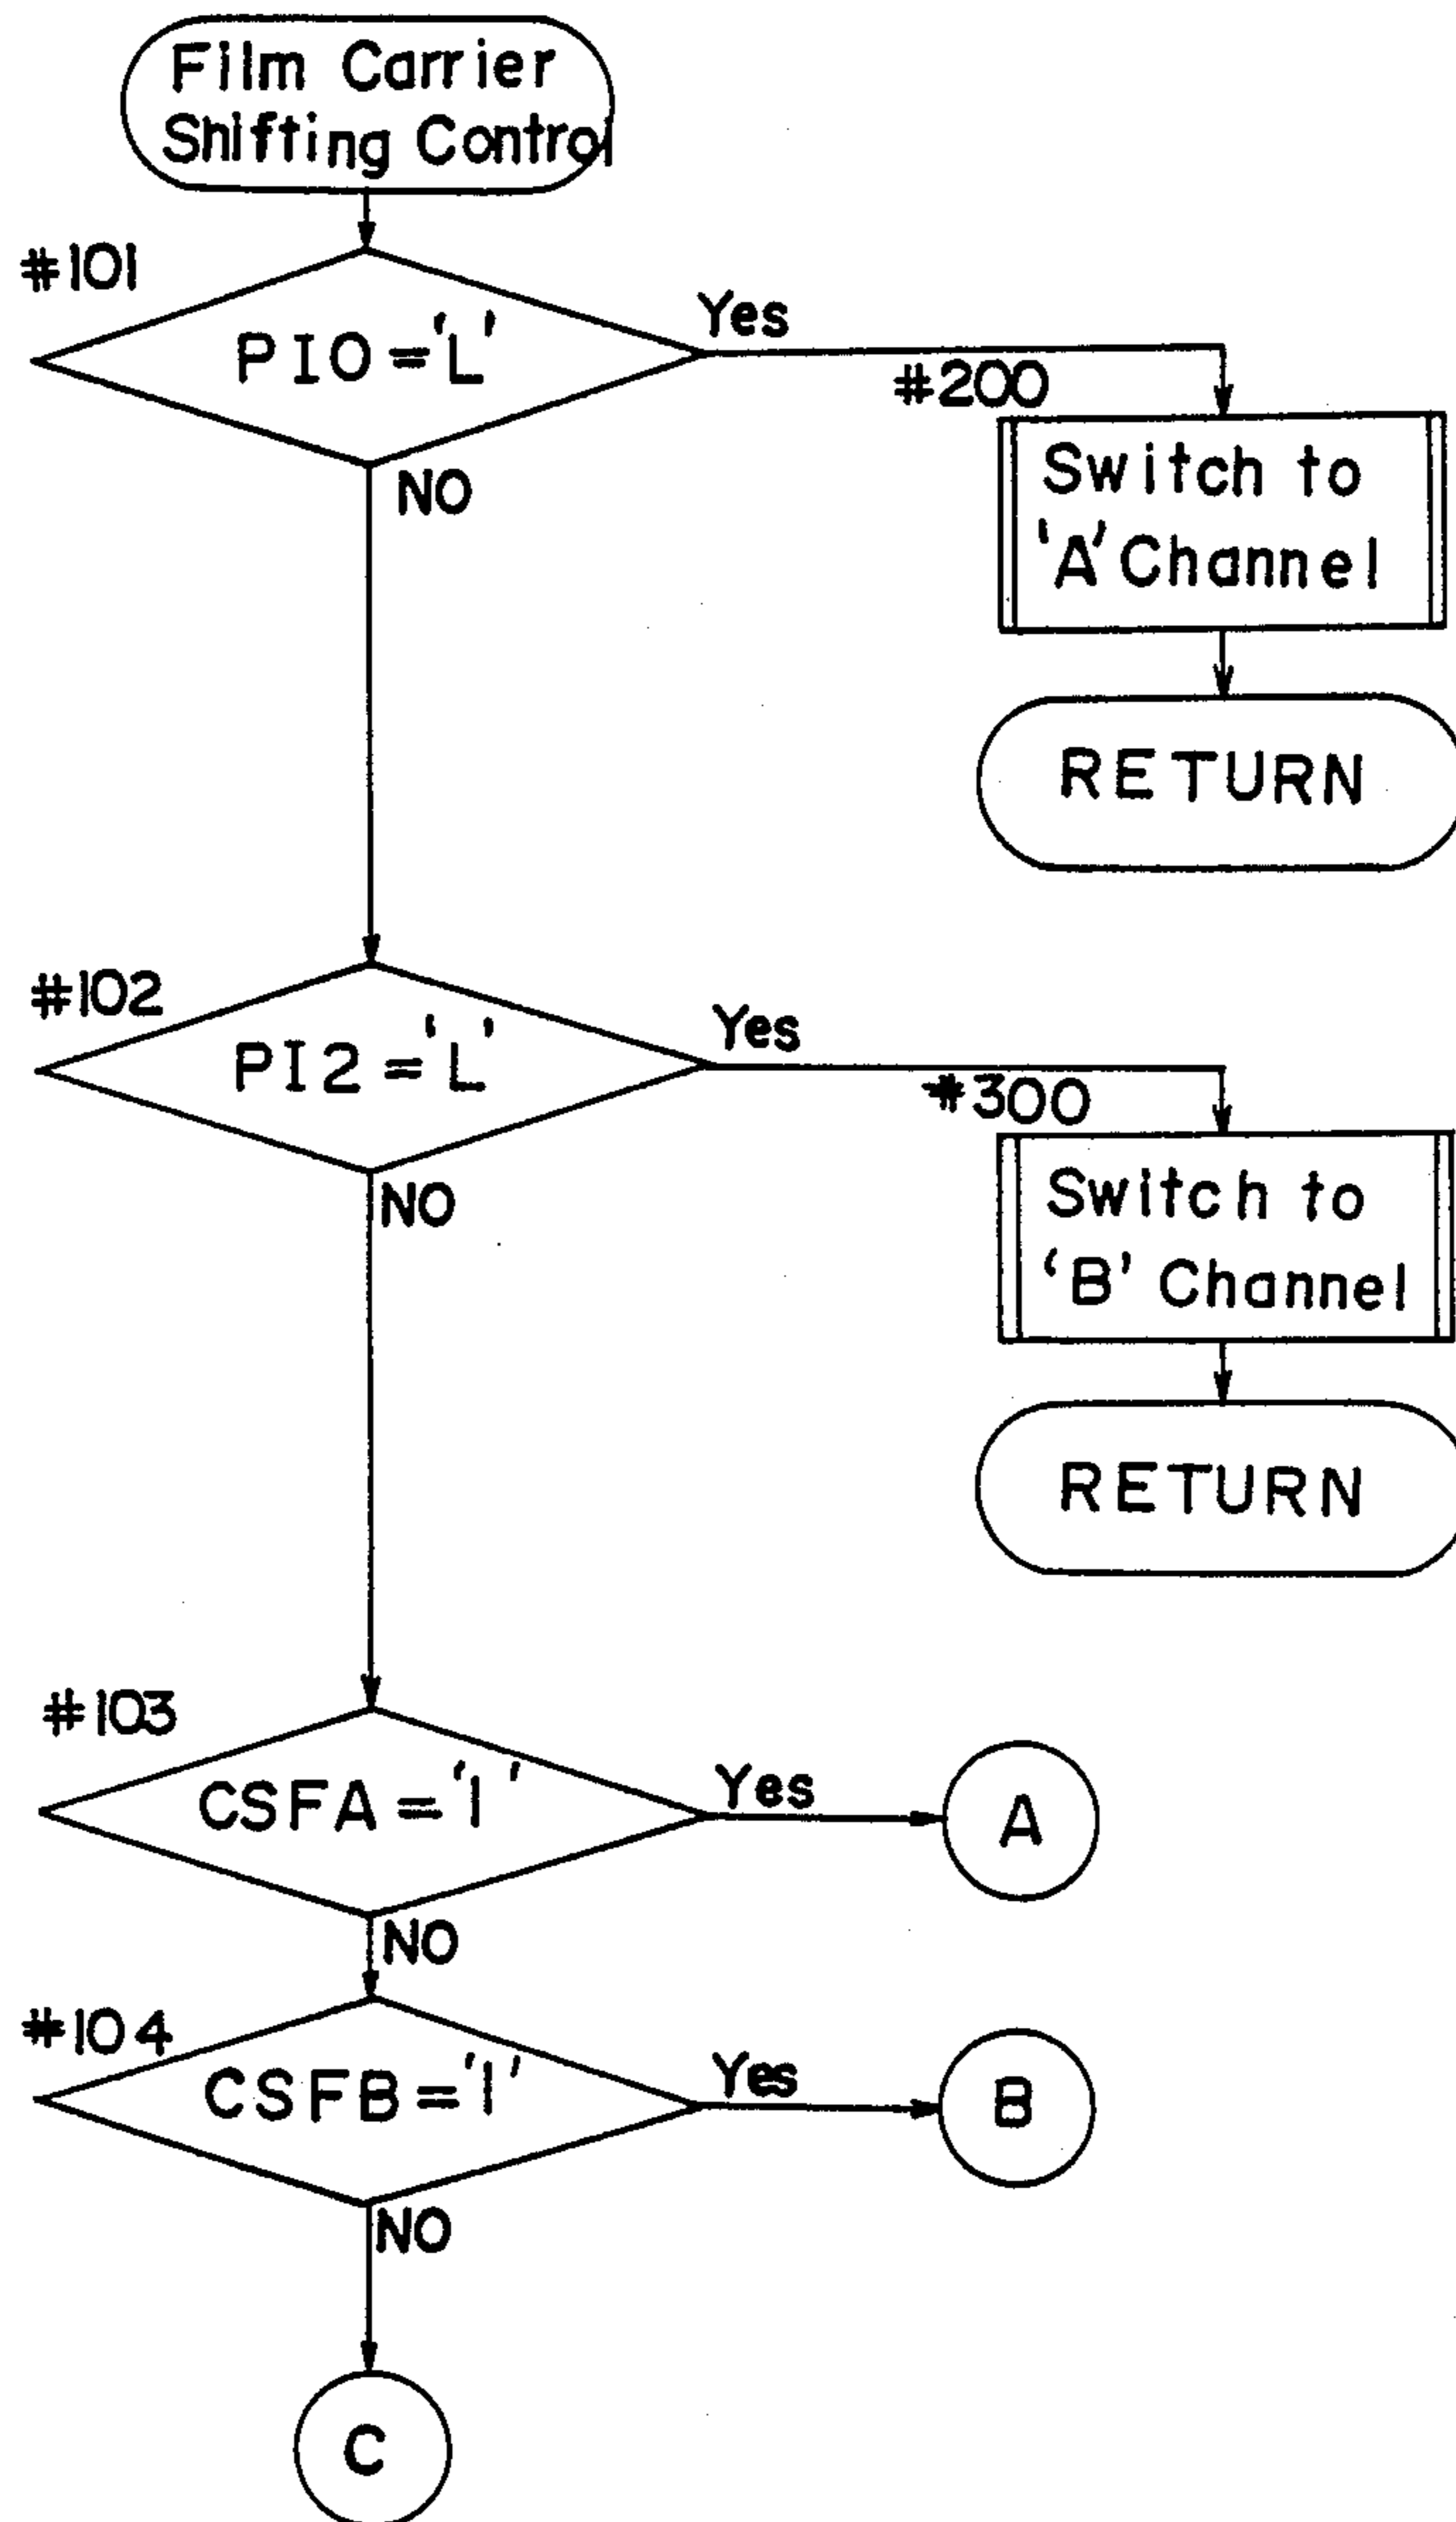 Film Carrier
Shifting Control
#101
PI0='L'
Yes
#200
NO
Switch to
'A' Channel
RETURN
#102
PI2='L'
Yes
#300
NO
Switch to
'B' Channel
RETURN
#103
CSFA='1'
Yes
A
NO
#104
CSFB='1'
Yes
B
NO
C